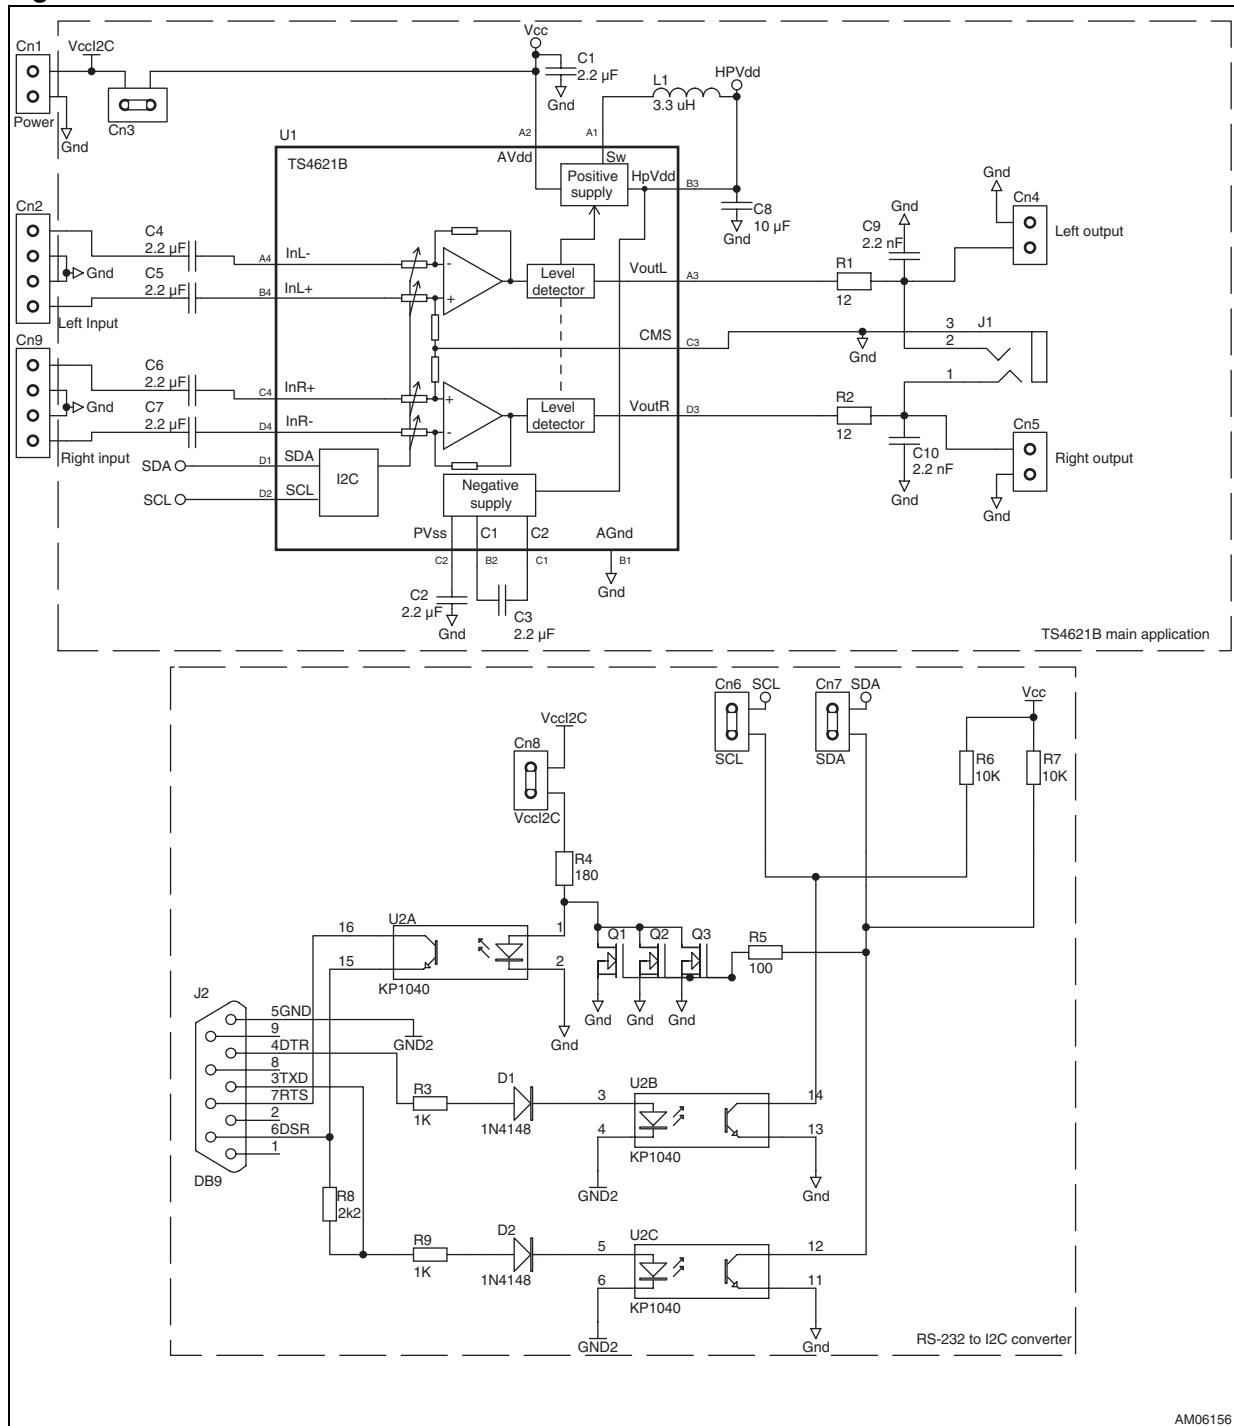 Cn1
VccI2C
Power
Gnd
Cn3
Vcc
C1
2.2 µF
Gnd
L1
3.3 uH
HPVdd
U1
TS4621B
A2
A1
AVdd
Sw
Positive
supply
HpVdd
B3
C8
10 µF
Gnd
Cn2
C4
2.2 µF
Gnd
C5
2.2 µF
Left Input
A4
InL-
B4
InL+
-
+
Level
detector
VoutL
A3
R1
12
Gnd
C9
2.2 nF
Gnd
Cn4
Left output
CMS
C3
Gnd
3
2
1
J1
Cn9
C6
2.2 µF
Gnd
C7
2.2 µF
Right input
C4
InR+
D4
InR-
+
-
Level
detector
VoutR
D3
R2
12
C10
2.2 nF
Gnd
Cn5
Right output
Gnd
SDA
D1
SDA
SCL
D2
SCL
I2C
Negative
supply
PVss
C1
C2
AGnd
C2
B2
C1
B1
Gnd
C2
2.2 µF
Gnd
C3
2.2 µF
TS4621B main application
Cn6
SCL
SCL
Cn7
SDA
SDA
Vcc
R6
10K
R7
10K
VccI2C
Cn8
VccI2C
R4
180
U2A
16
15
1
2
KP1040
Gnd
Q1
Q2
Q3
Gnd
Gnd
Gnd
R5
100
J2
5GND
9
4DTR
8
3TXD
7RTS
2
6DSR
1
DB9
GND2
R3
1K
D1
1N4148
3
4
U2B
KP1040
14
13
GND2
Gnd
R8
2k2
R9
1K
D2
1N4148
5
6
U2C
KP1040
12
11
GND2
Gnd
RS-232 to I2C converter
AM06156